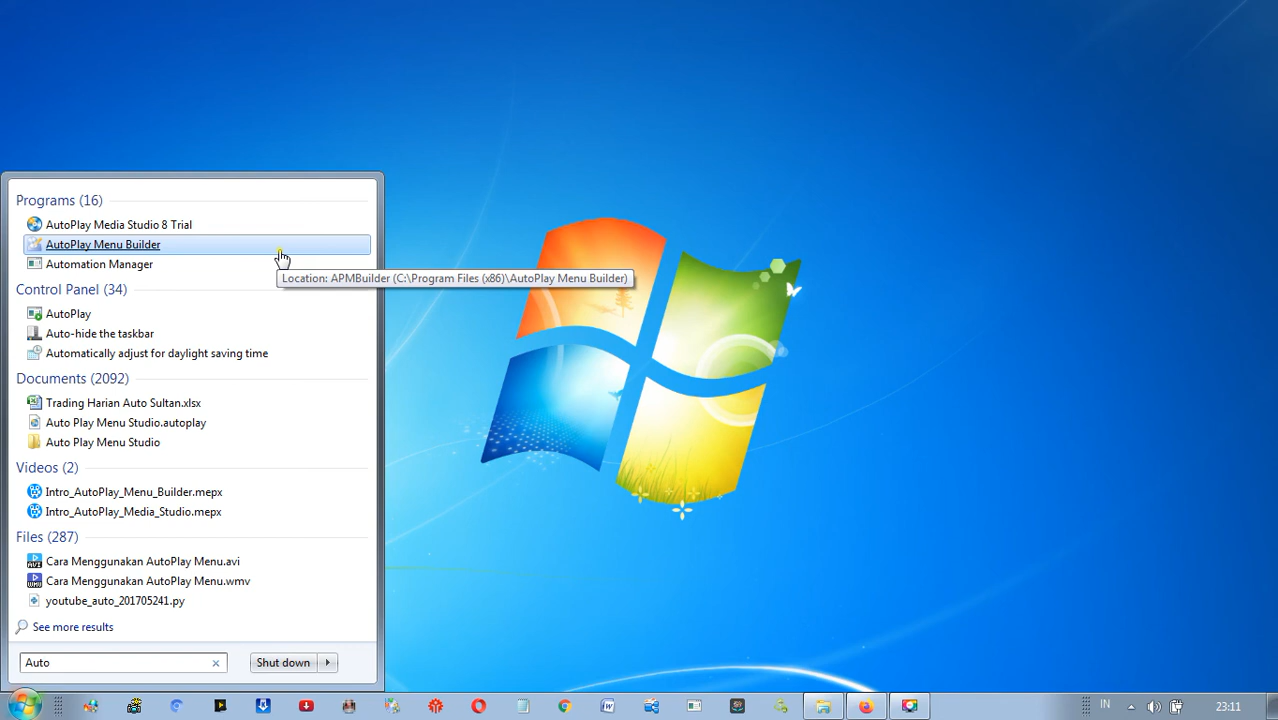 Programs (16)
AutoPlay Media Studio 8 Trial
AutoPlay Menu Builder
Automation Manager
Location: APMBuilder (C:\Program Files (x86)\AutoPlay Menu Builder)
Control Panel (34)
AutoPlay
Auto-hide the taskbar
Automatically adjust for daylight saving time
Documents (2092)
Trading Harian Auto Sultan.xlsx
Auto Play Menu Studio.autoplay
Auto Play Menu Studio
Videos (2)
Intro_AutoPlay_Menu_Builder.mepx
Intro_AutoPlay_Media_Studio.mepx
Files (287)
Cara Menggunakan AutoPlay Menu.avi
Cara Menggunakan AutoPlay Menu.wmv
youtube_auto_201705241.py
See more results
Auto
Shut down
IN
23:11